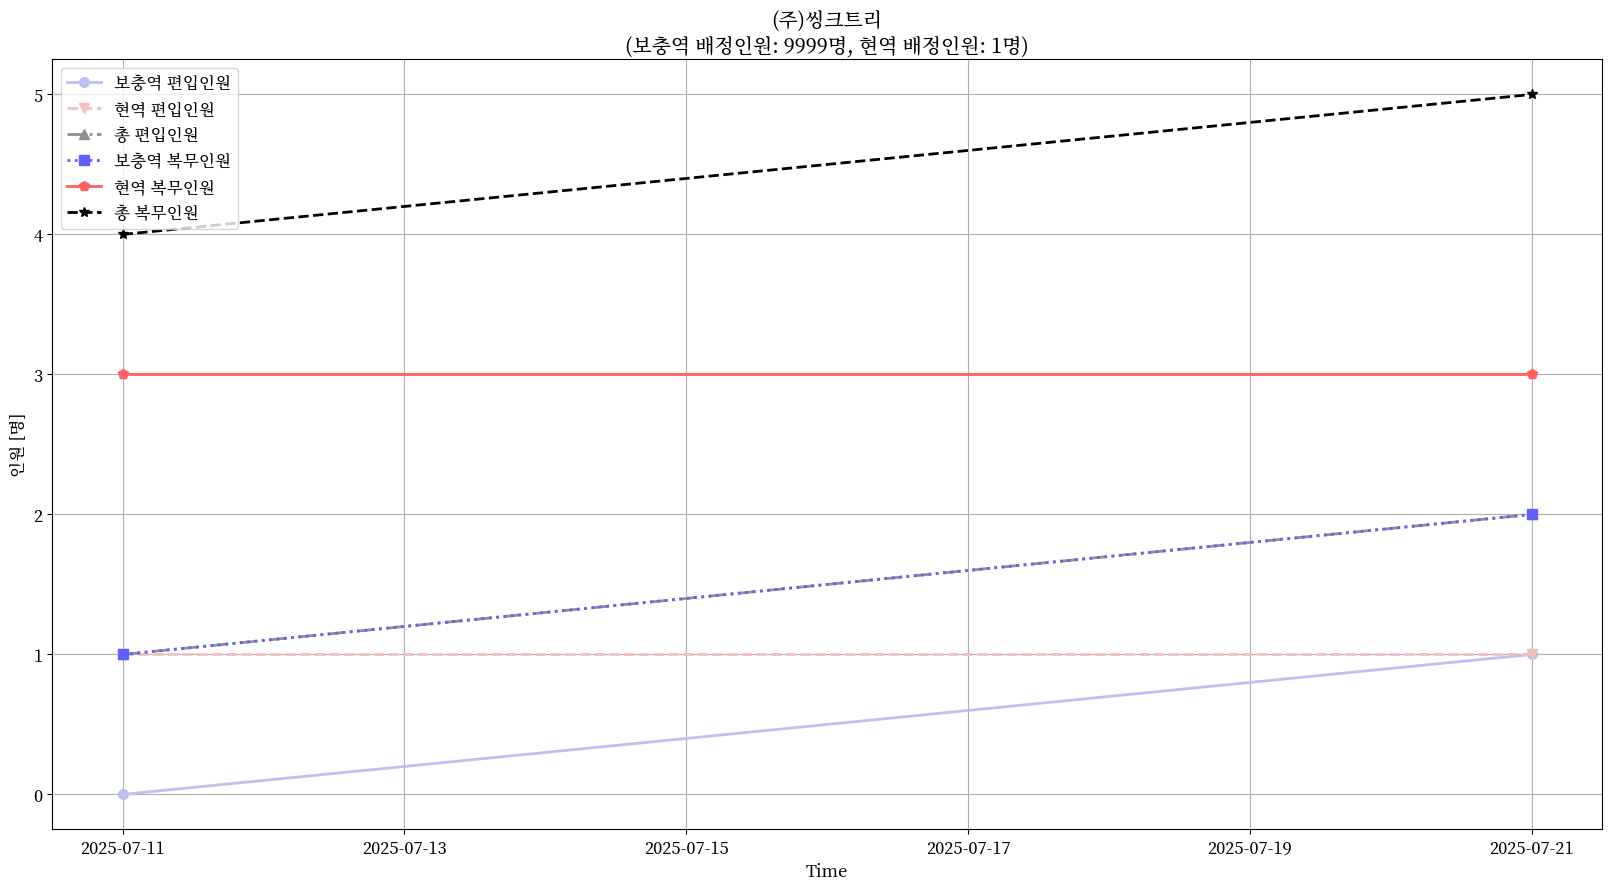 (주)씽크트리
(보충역 배정인원: 9999명, 현역 배정인원: 1명)
보충역 편입인원
현역 편입인원
총 편입인원
보충역 복무인원
현역 복무인원
총 복무인원
5
4
3
2
1
0
인원 [명]
2025-07-11
2025-07-13
2025-07-15
2025-07-17
2025-07-19
2025-07-21
Time